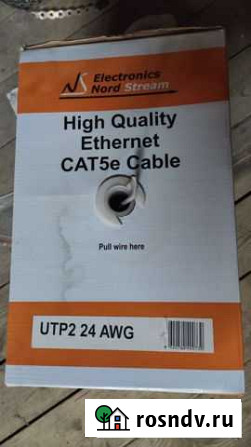 Electronics
Nord Stream
High Quality
Ethernet
CAT5e Cable
Pull wire here
UTP2 24 AWG
rosndv.ru